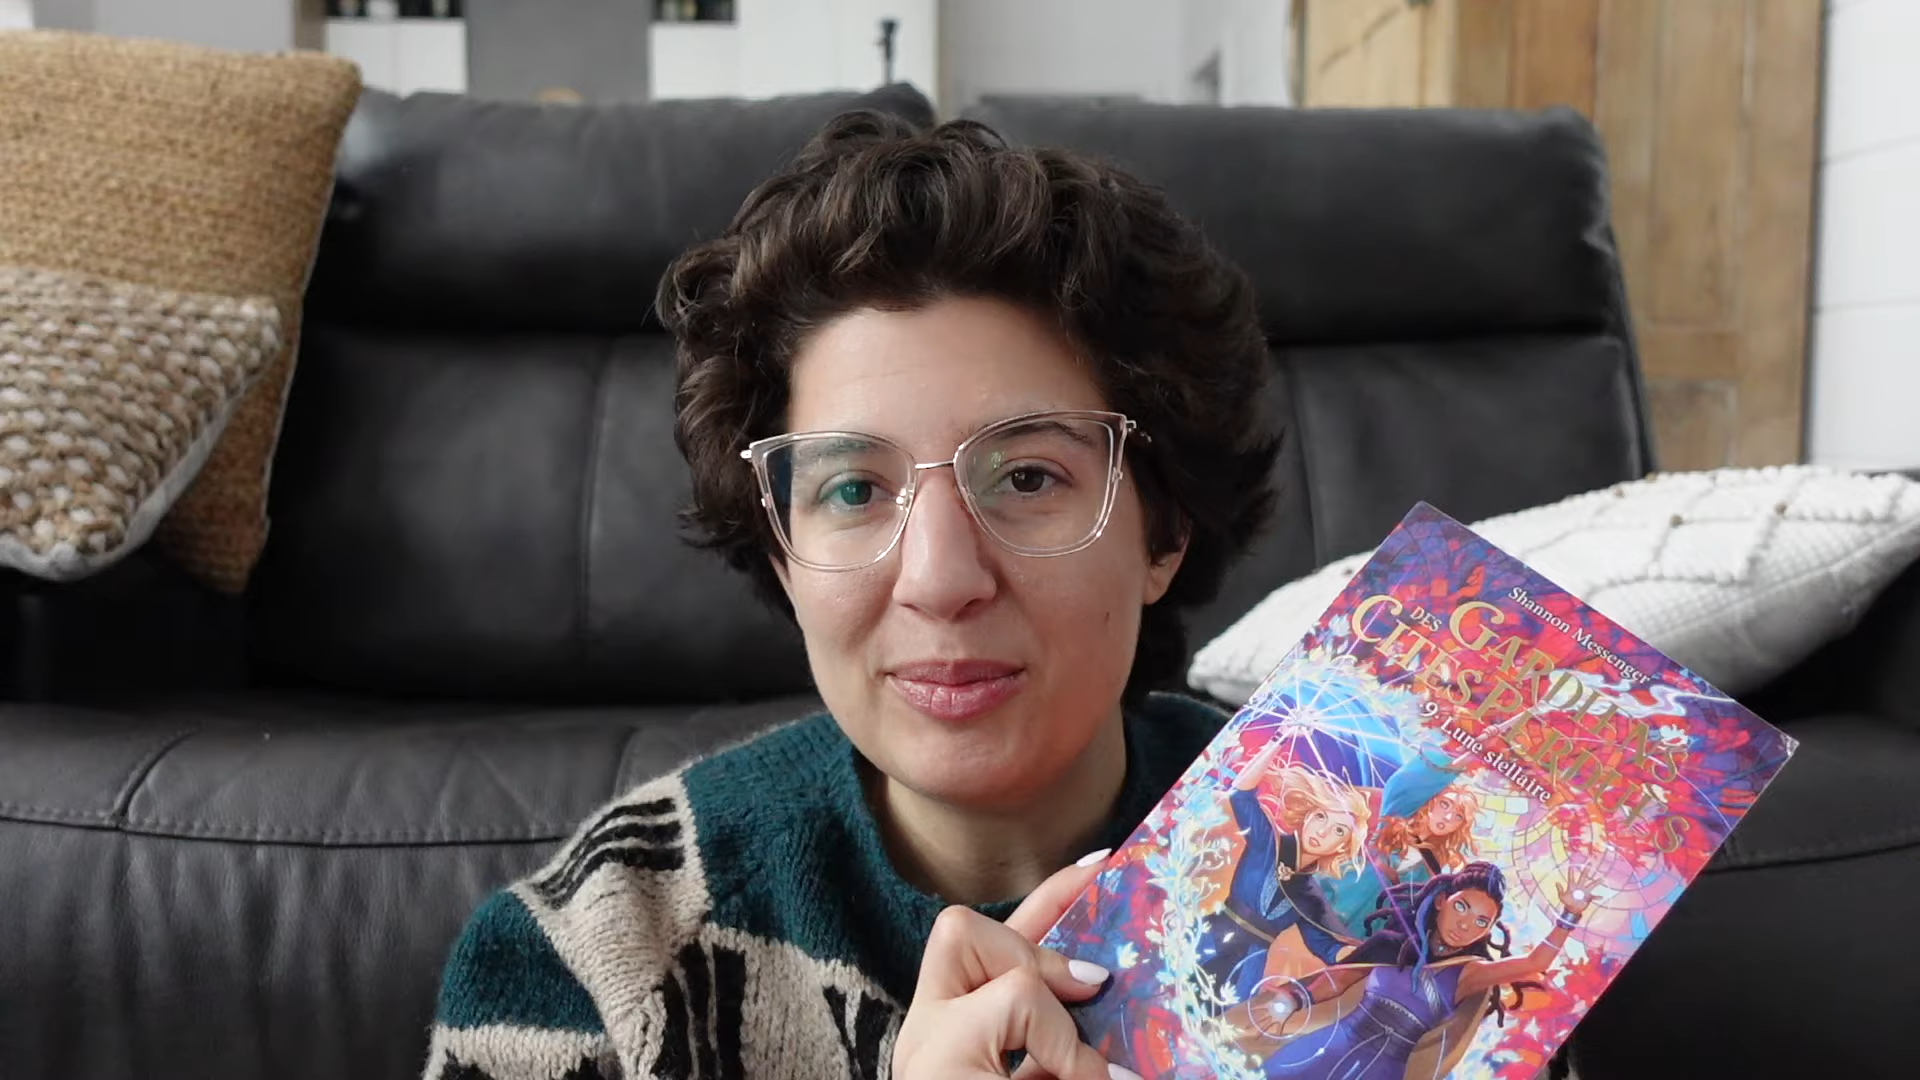 Shannon Messenger
GARDIENS
DES
CITÉS PERDUES
9. Lune stellaire